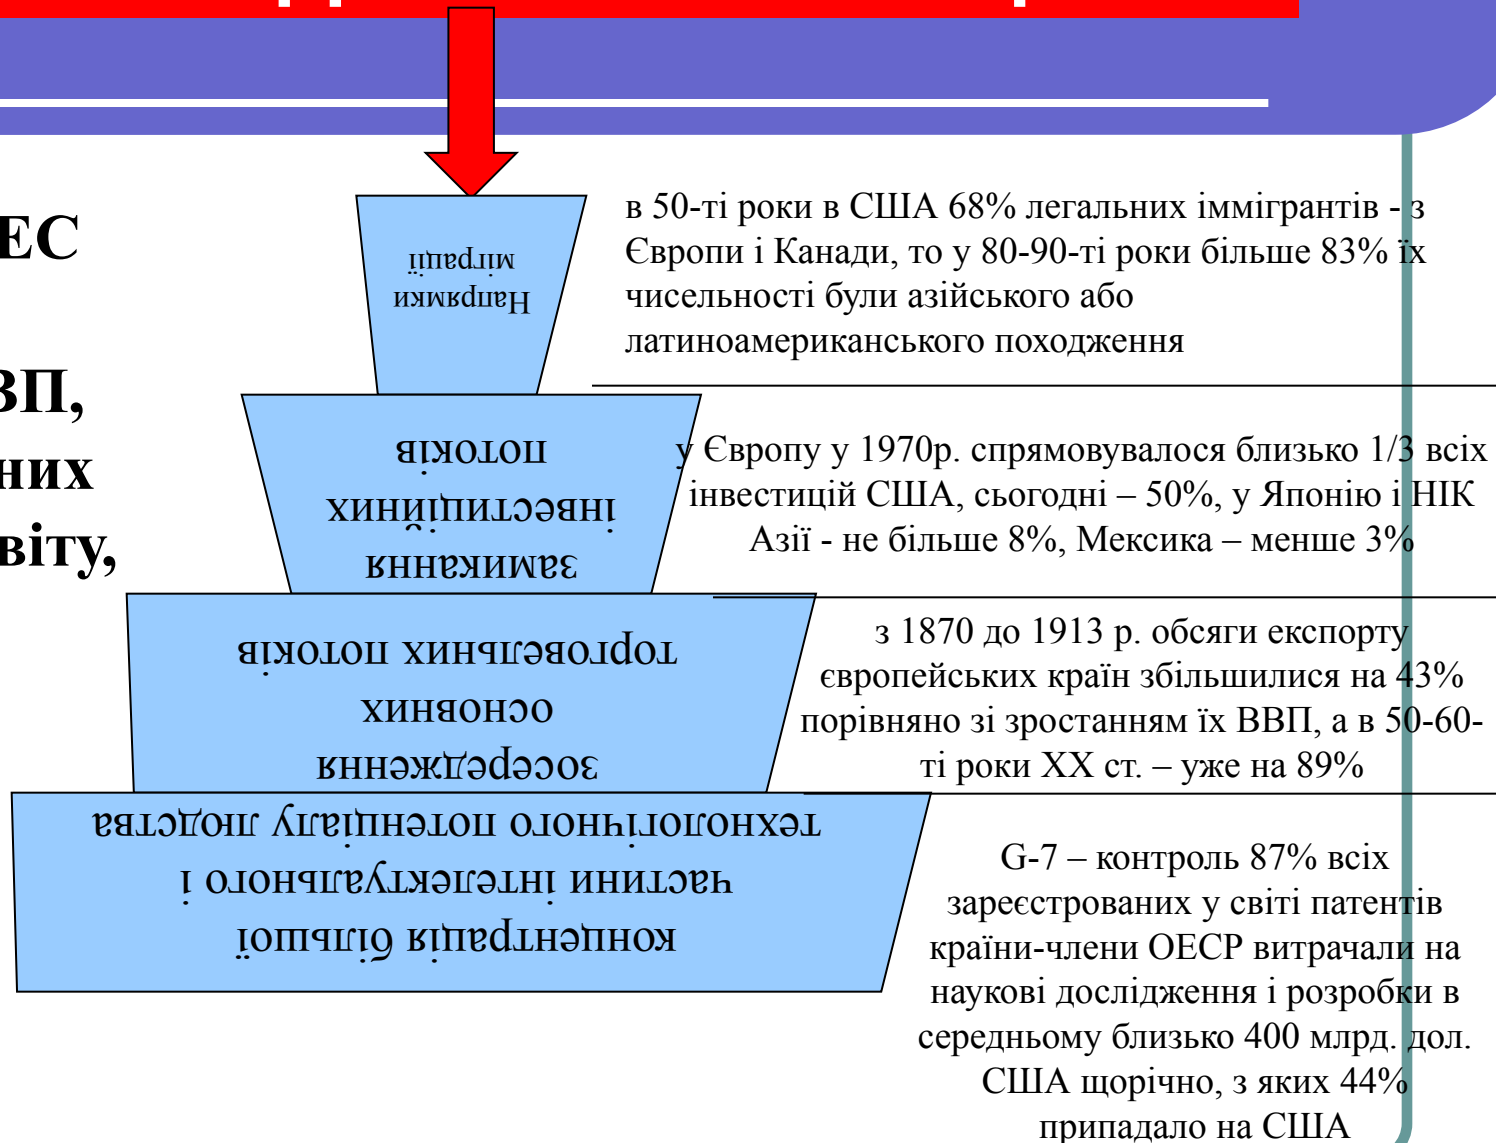 ЕС
ВП,
них
віту,
Напрямки
міграції
в 50-ті роки в США 68% легальних іммігрантів - з
Європи і Канади, то у 80-90-ті роки більше 83% їх
чисельності були азійського або
латиноамериканського походження
замикання
інвестиційних
потоків
у Європу у 1970р. спрямовувалося близько 1/3 всіх
інвестицій США, сьогодні – 50%, у Японію і НІК
Азії - не більше 8%, Мексика – менше 3%
зосередження
основних
торговельних потоків
з 1870 до 1913 р. обсяги експорту
європейських країн збільшилися на 43%
порівняно зі зростанням їх ВВП, а в 50-60-
ті роки XX ст. – уже на 89%
концентрація більшої
частини інтелектуального і
технологічного потенціалу людства
G-7 – контроль 87% всіх
зареєстрованих у світі патентів
країни-члени ОЕСР витрачали на
наукові дослідження і розробки в
середньому близько 400 млрд. дол.
США щорічно, з яких 44%
припадало на США